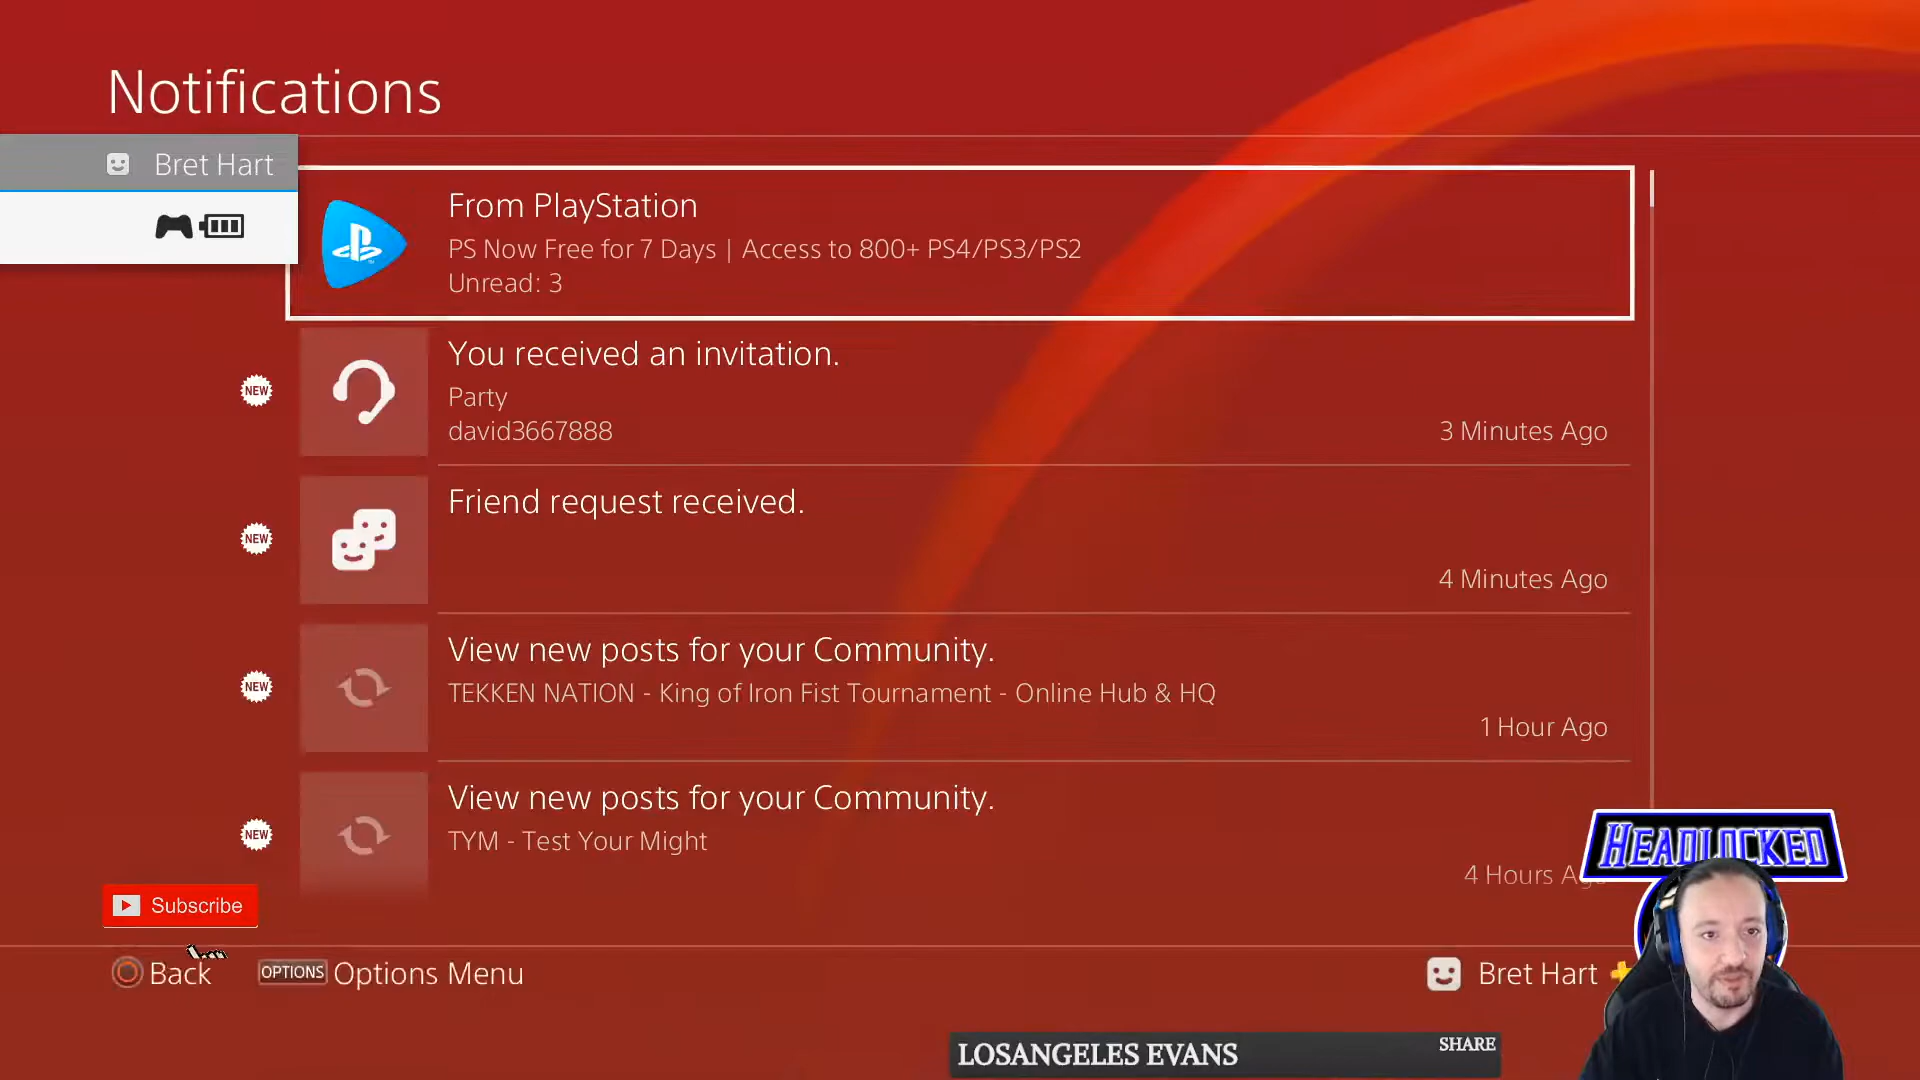 Notifications
Bret Hart
From PlayStation
PS Now Free for 7 Days | Access to 800+ PS4/PS3/PS2
Unread: 3
NEW
You received an invitation.
Party
david3667888
3 Minutes Ago
NEW
Friend request received.
4 Minutes Ago
NEW
View new posts for your Community.
TEKKEN NATION - King of Iron Fist Tournament - Online Hub & HQ
1 Hour Ago
NEW
View new posts for your Community.
TYM - Test Your Might
4 Hours Ago
HEADLOCKED
Subscribe
Back
OPTIONS Options Menu
Bret Hart
LOSANGELES EVANS
SHARE